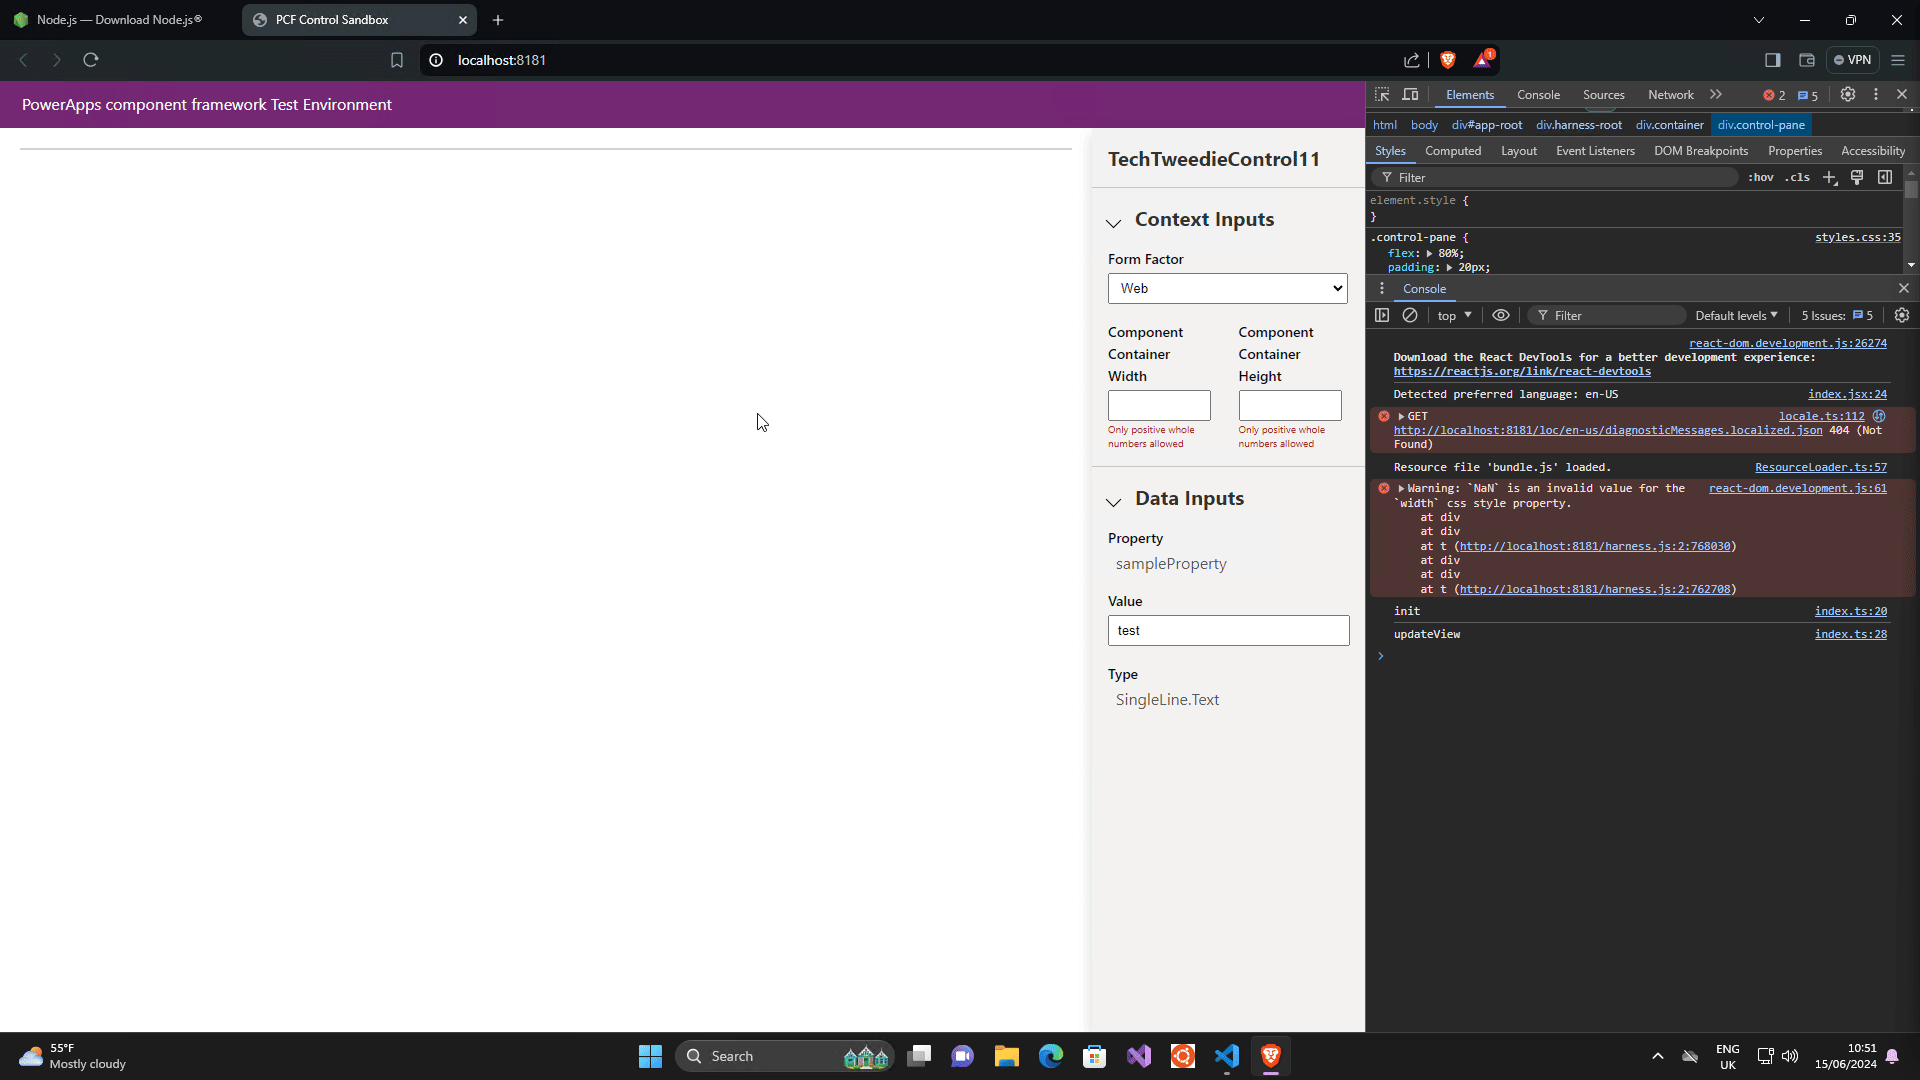 Node.js — Download Node.js®
PCF Control Sandbox
localhost:8181
1
VPN
PowerApps component framework Test Environment
TechTweedieControl11
Context Inputs
Form Factor
Web
Component Container Width
Component Container Height
Only positive whole numbers allowed
Only positive whole numbers allowed
Data Inputs
Property
sampleProperty
Value
test
Type
SingleLine.Text
Elements Console Sources Network 2 5
html body div#app-root div.harness-root div.container div.control-pane
Styles Computed Layout Event Listeners DOM Breakpoints Properties Accessibility
Filter :hov .cls
element.style {
}
.control-pane { styles.css:35
flex: 80%;
padding: 20px;
Console
top Filter Default levels 5 Issues: 5
react-dom.development.js:26274
Download the React DevTools for a better development experience:
https://reactjs.org/link/react-devtools
Detected preferred language: en-US index.jsx:24
GET locale.ts:112
http://localhost:8181/loc/en-us/diagnosticMessages.localized.json 404 (Not
Found)
Resource file 'bundle.js' loaded. ResourceLoader.ts:57
Warning: `NaN` is an invalid value for the react-dom.development.js:61
`width` css style property.
at div
at div
at t (http://localhost:8181/harness.js:2:768030)
at div
at div
at t (http://localhost:8181/harness.js:2:762708)
init index.ts:20
updateView index.ts:28
55°F
Mostly cloudy
Search
ENG
UK
10:51
15/06/2024